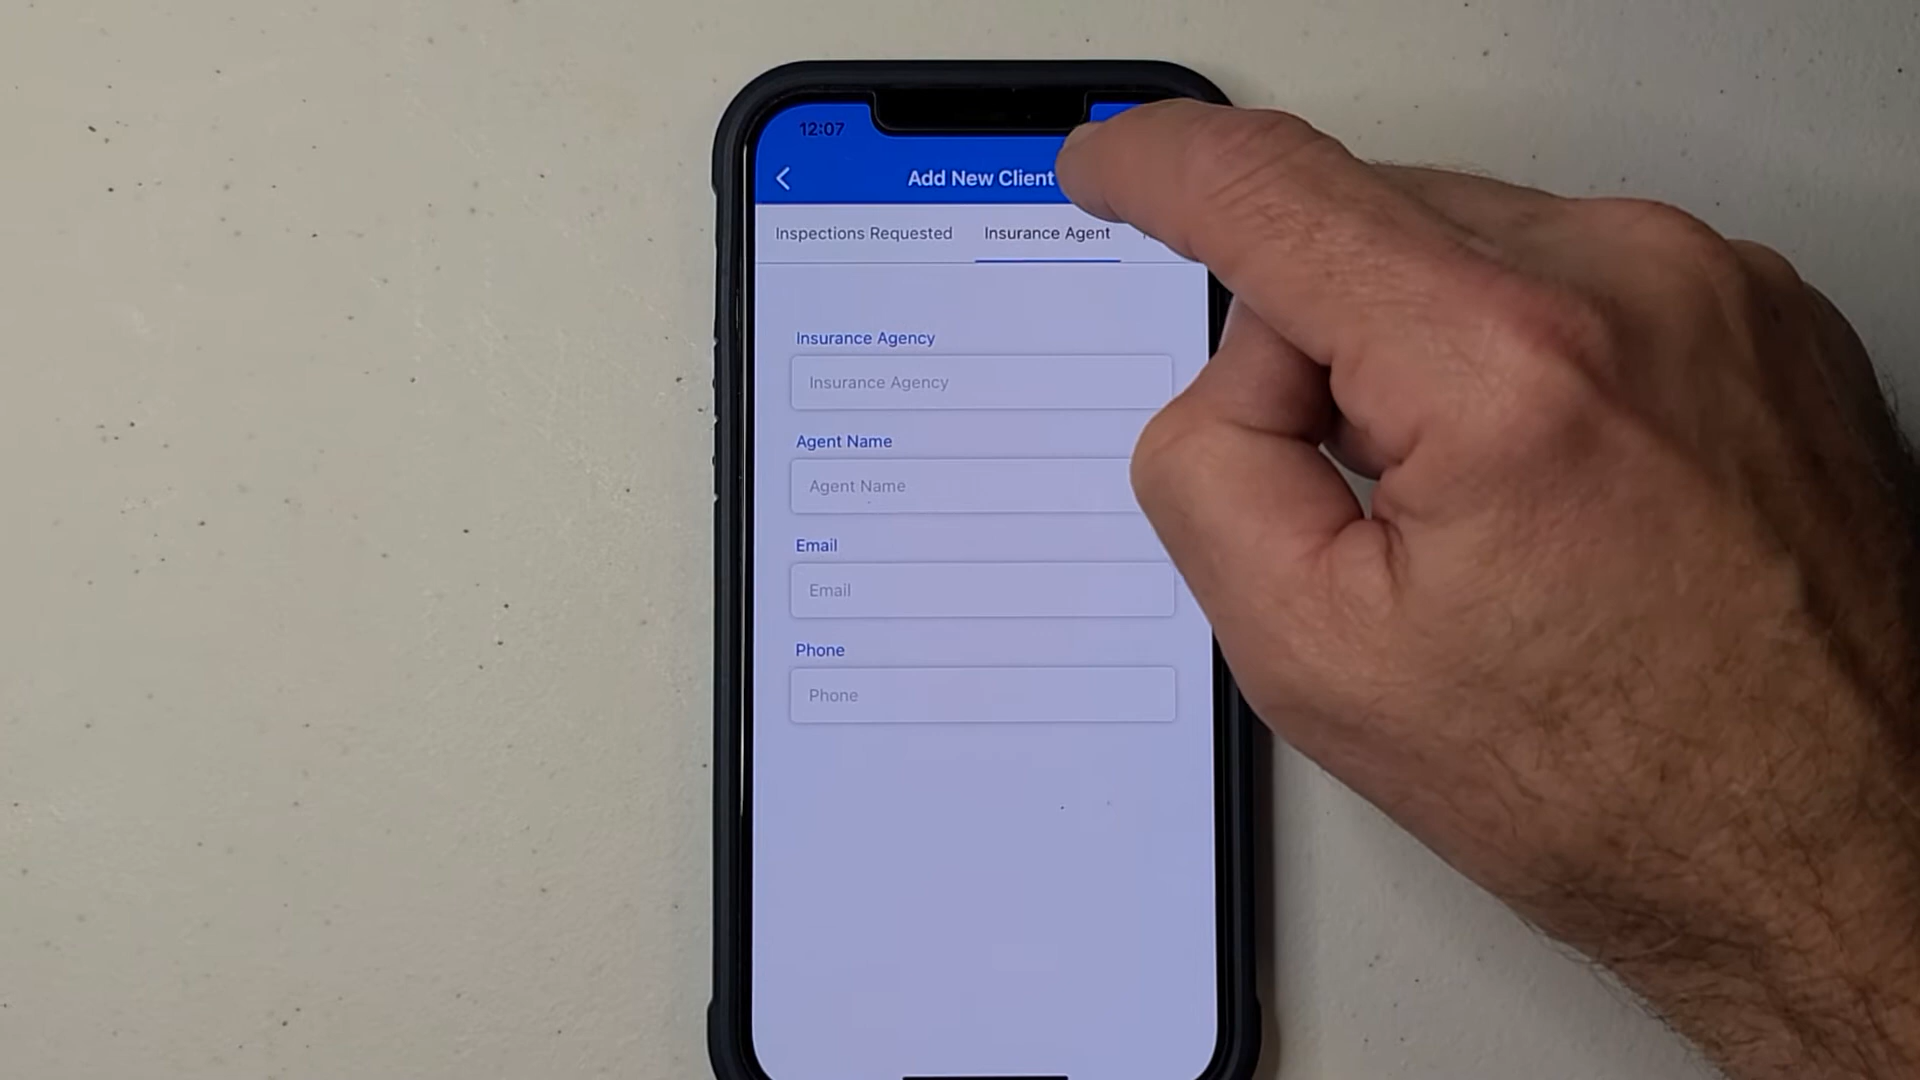 12:07
Add New Client
Inspections Requested
Insurance Agent
Insurance Agency
Insurance Agency
Agent Name
Agent Name
Email
Email
Phone
Phone